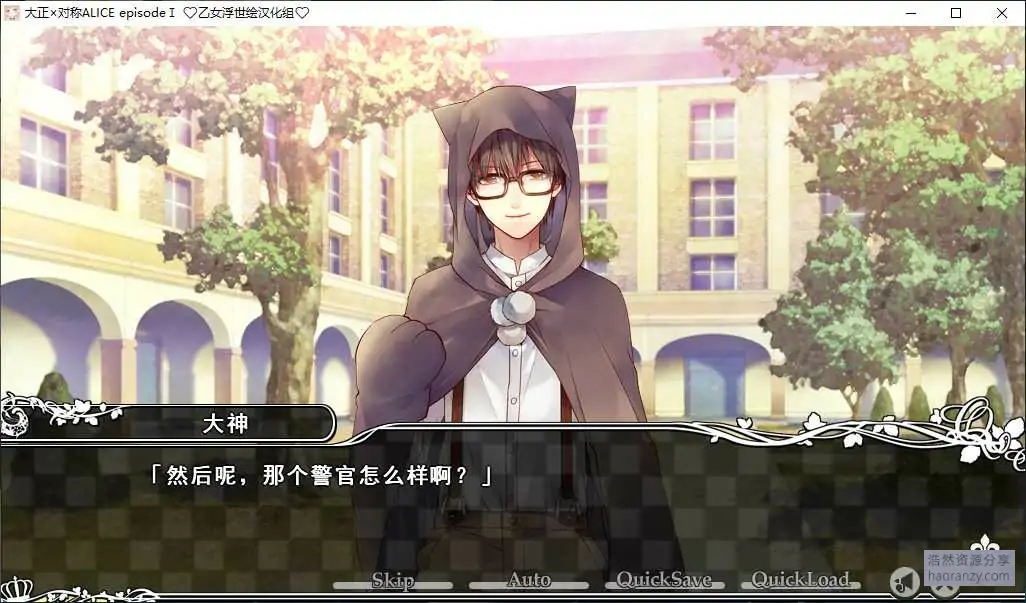 大正×对称ALICE episode I ♡乙女浮世绘汉化组♡
大神
「然后呢，那个警官怎么样啊？」
Skip Auto QuickSave QuickLoad
浩然资源分享
haoranzy.com